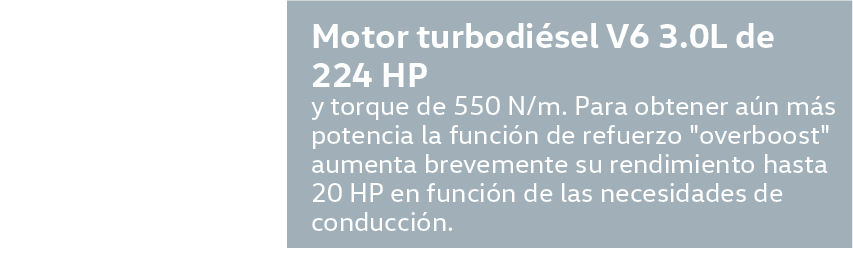 Motor turbodiésel V6 3.0L de
224 HP
y torque de 550 N/m. Para obtener aún más
potencia la función de refuerzo "overboost"
aumenta brevemente su rendimiento hasta
20 HP en función de las necesidades de
conducción.